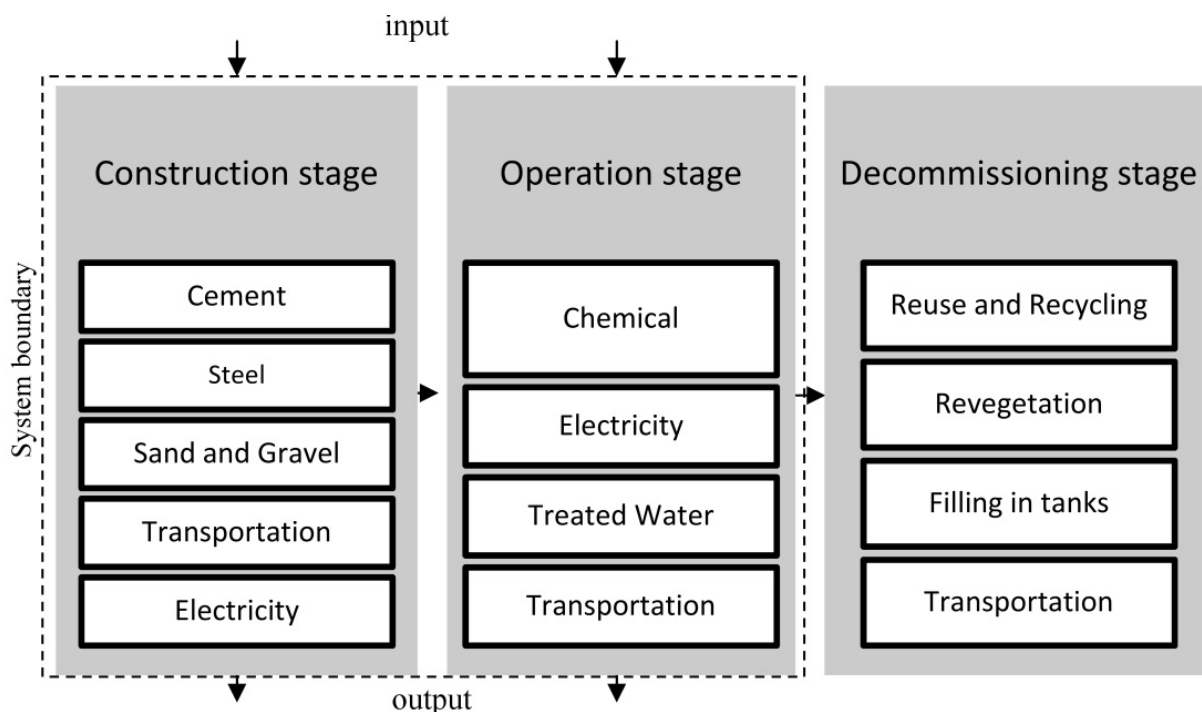 input
System boundary
Construction stage
Cement
Steel
Sand and Gravel
Transportation
Electricity
Operation stage
Chemical
Electricity
Treated Water
Transportation
Decommissioning stage
Reuse and Recycling
Revegetation
Filling in tanks
Transportation
output